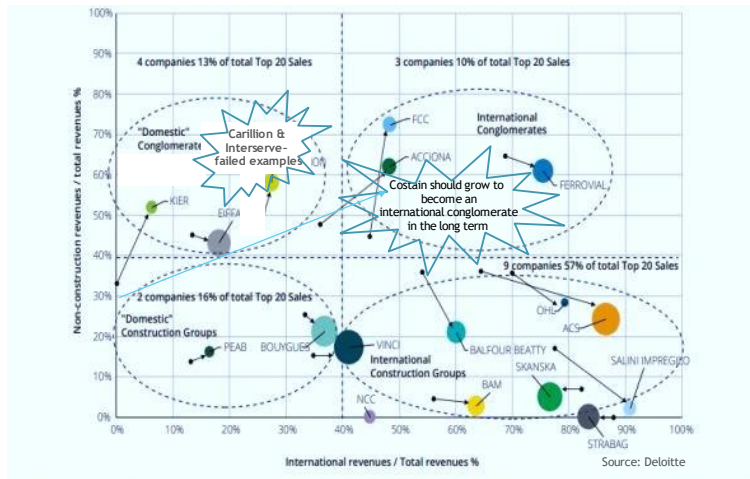 100%
4 companies 13% of total Top 20 Sales
3 companies 10% of total Top 20 Sales
90%
80%
70%
60%
50%
40%
30%
20%
10%
0%
Non-construction revenues / total revenues %
"Domestic"
Conglomerate
Carillion &
Interserve-
failed examples
ION
KIER
EIFFA
FCC
International
Conglomerates
ACCIONA
FERROVIAL
Costain should grow to
become an
international conglomerate
in the long term
2 companies 16% of total Top 20 Sales
9 companies 57% of total Top 20 Sales
"Domestic"
Construction Groups
PEAB
BOUYGUES
VINCI
International
Construction Groups
OHL
ACS
BALFOUR BEATTY
SKANSKA
SALINI IMPREGILO
BAM
NCC
STRABAG
0%
10%
20%
30%
40%
50%
60%
70%
80%
90%
100%
International revenues / Total revenues %
Source: Deloitte